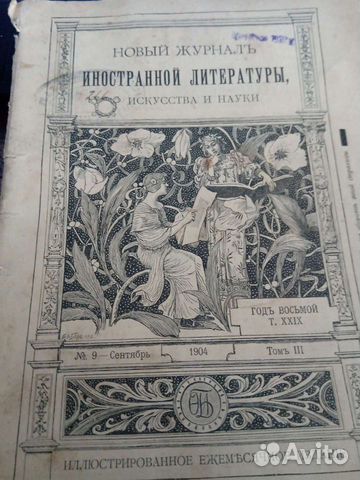 НОВЫЙ ЖУРНАЛЪ
ИНОСТРАННОЙ ЛИТЕРАТУРЫ,
ИСКУССТВА И НАУКИ
ГОДЪ ВОСЬМОЙ
Т. XXIX
№ 9 — Сентябрь 1904 Томъ III
ИЛЛЮСТРИРОВАННОЕ
Avito